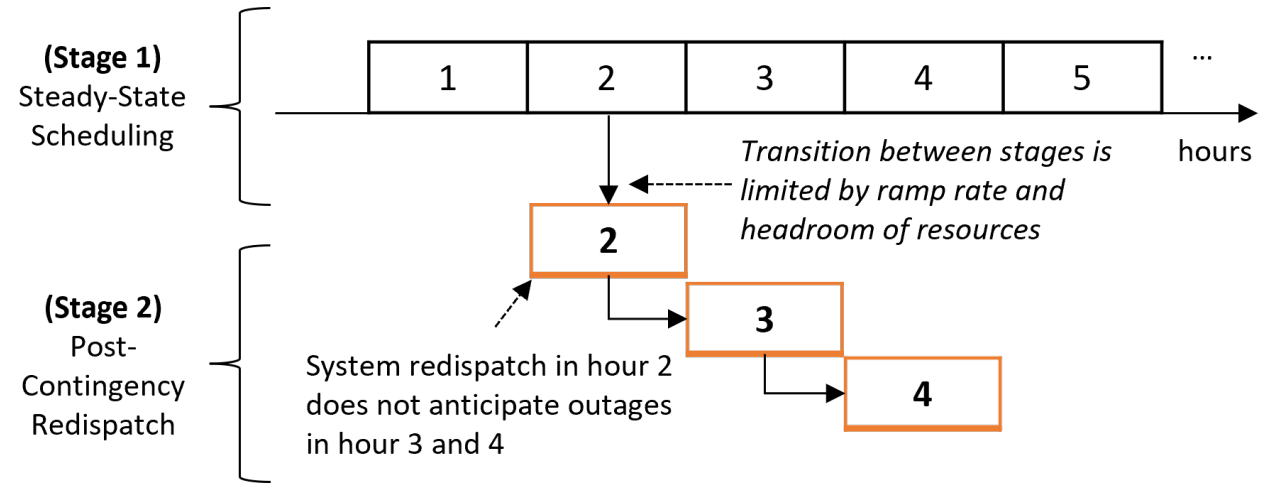 (Stage 1)
Steady-State
Scheduling
1 2 3 4 5 ...
hours
Transition between stages is
limited by ramp rate and
headroom of resources
(Stage 2)
Post-
Contingency
Redispatch
2
3
4
System redispatch in hour 2
does not anticipate outages
in hour 3 and 4